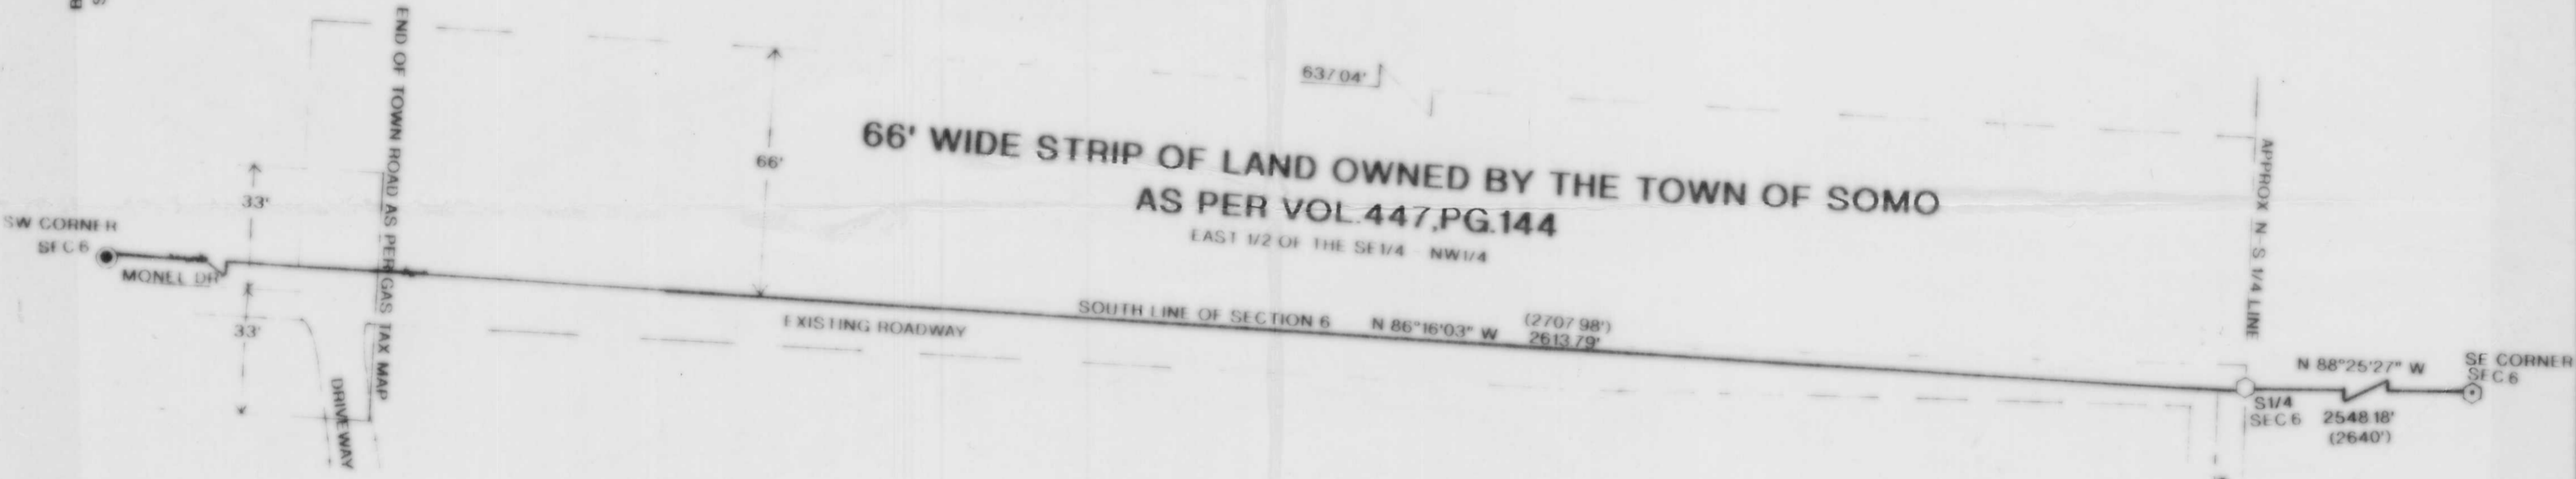 END OF TOWN ROAD AS PER GAS TAX MAP
637.04'
66' WIDE STRIP OF LAND OWNED BY THE TOWN OF SOMO
AS PER VOL.447,PG.144
EAST 1/2 OF THE SE1/4 NW1/4
66'
33'
33'
SW CORNER
SEC 6
MONEL DR
DRIVEWAY
EXISTING ROADWAY
SOUTH LINE OF SECTION 6 N 86°16'03" W (2707.98')
2613.79'
APPROX N-S 1/4 LINE
N 88°25'27" W
SE CORNER
SEC 6
S1/4
SEC 6
2548.18'
(2640')